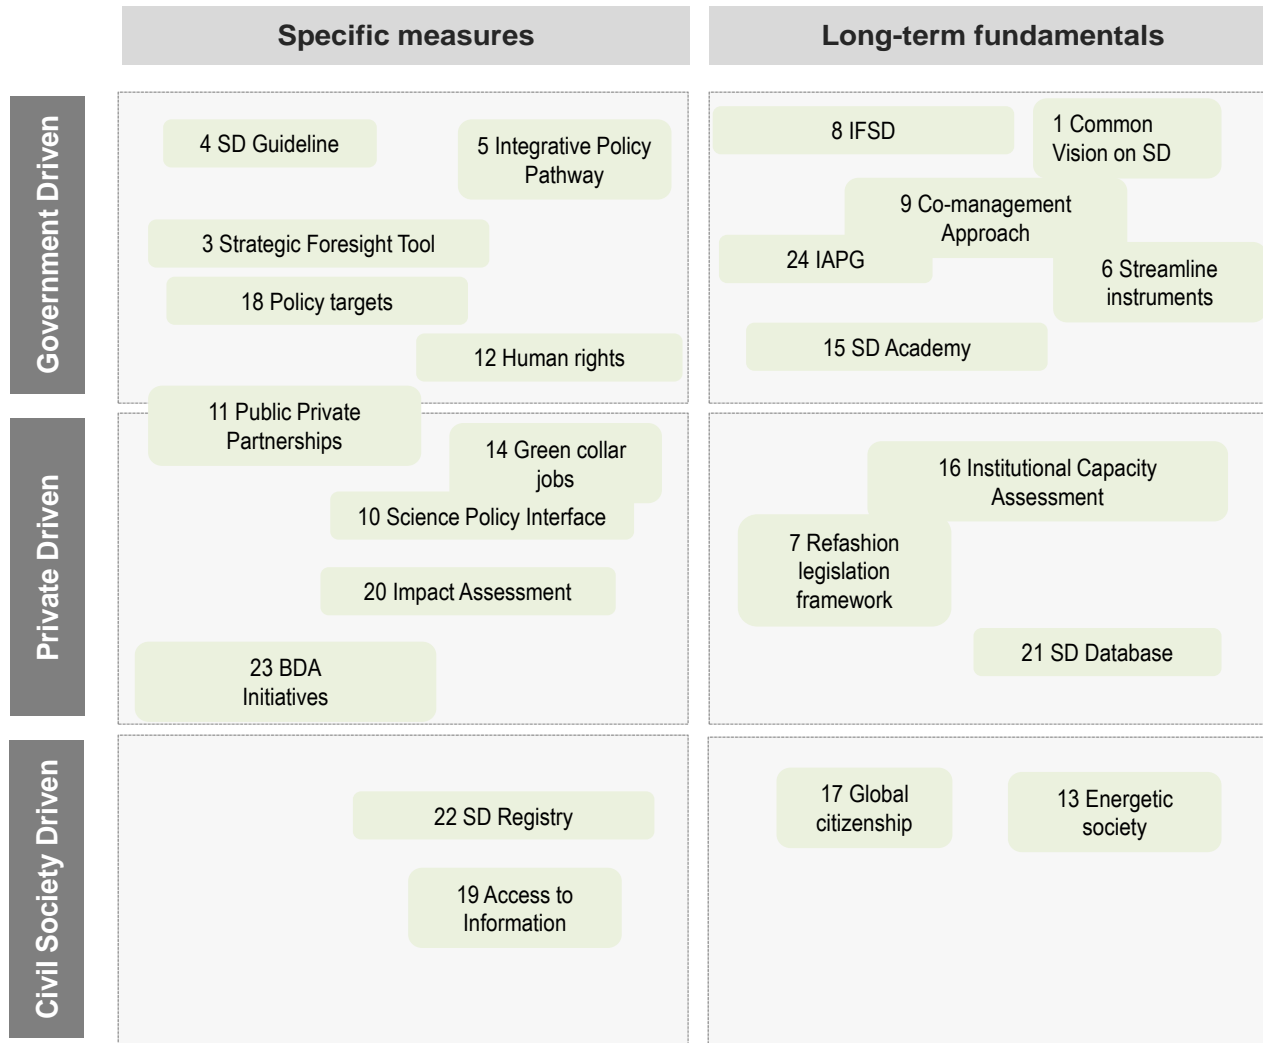 Specific measures
Long-term fundamentals
Government Driven
4 SD Guideline
5 Integrative Policy
Pathway
3 Strategic Foresight Tool
18 Policy targets
12 Human rights
8 IFSD
1 Common
Vision on SD
9 Co-management
Approach
24 IAPG
6 Streamline
instruments
15 SD Academy
Private Driven
11 Public Private
Partnerships
14 Green collar
jobs
10 Science Policy Interface
20 Impact Assessment
23 BDA
Initiatives
16 Institutional Capacity
Assessment
7 Refashion
legislation
framework
21 SD Database
Civil Society Driven
22 SD Registry
19 Access to
Information
17 Global
citizenship
13 Energetic
society